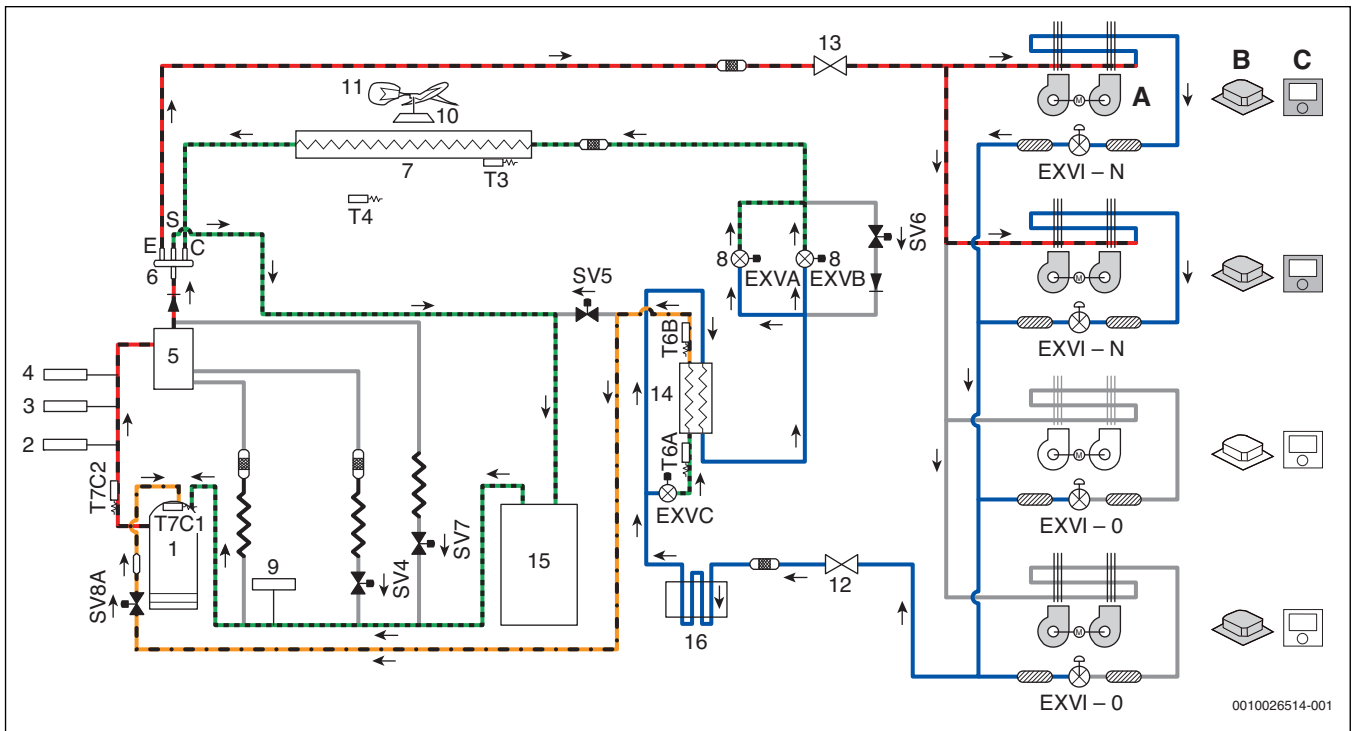 13
B
C
11
10
A
7
T3
EXVI – N
T4
S
E
C
6
SV6
8
8
EXVA
EXVB
SV5
T6B
5
EXVI – N
4
3
14
2
T6A
T7C2
T7C1
EXVC
1
SV7
15
EXVI – 0
9
SV4
12
SV8A
16
M
M
M
EXVI – 0
0010026514-001